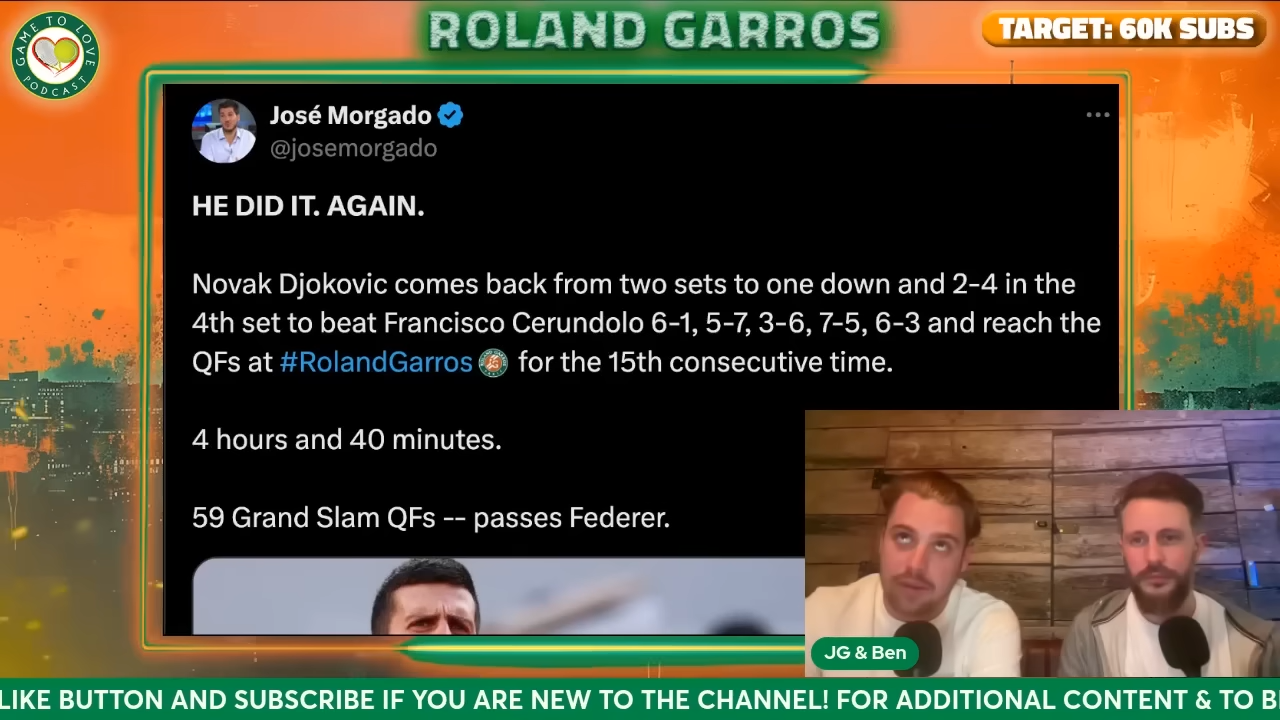 GAME TO LOVE
PODCAST
ROLAND GARROS
TARGET: 60K SUBS
José Morgado
@josemorgado
HE DID IT. AGAIN.
Novak Djokovic comes back from two sets to one down and 2-4 in the
4th set to beat Francisco Cerundolo 6-1, 5-7, 3-6, 7-5, 6-3 and reach the
QFs at #RolandGarros for the 15th consecutive time.
4 hours and 40 minutes.
59 Grand Slam QFs -- passes Federer.
JG & Ben
LIKE BUTTON AND SUBSCRIBE IF YOU ARE NEW TO THE CHANNEL! FOR ADDITIONAL CONTENT & TO B